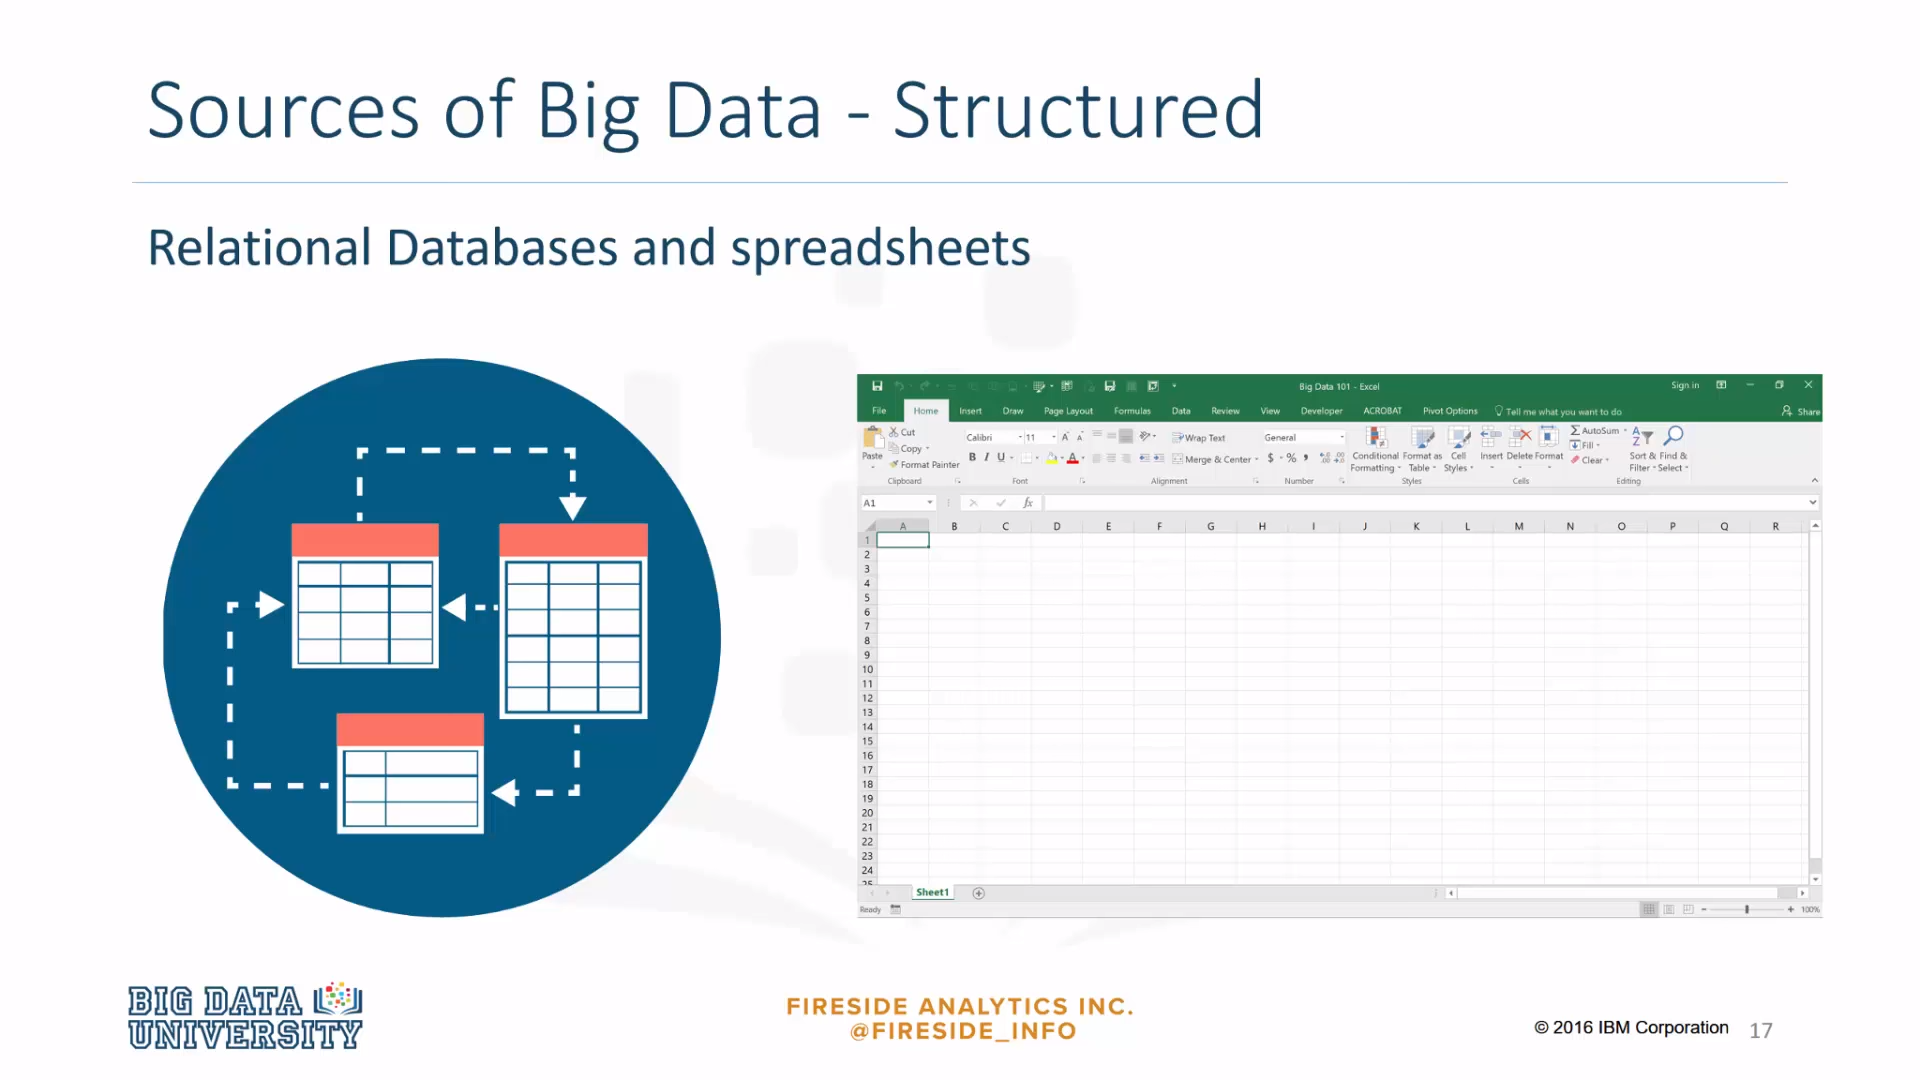 Sources of Big Data - Structured
Relational Databases and spreadsheets
Big Data 101 - Excel
Sign in
File Home Insert Draw Page Layout Formulas Data Review View Developer ACROBAT Pivot Options Tell me what you want to do Share
Paste
Cut
Copy
Format Painter
Clipboard
Calibri 11
B I U
Font
Wrap Text
Merge & Center
Alignment
General
$ % ,
Number
Conditional Formatting
Format as Table
Cell Styles
Styles
Insert Delete Format
Cells
AutoSum
Fill
Clear
Sort & Filter
Find & Select
Editing
A1
fx
A B C D E F G H I J K L M N O P Q R
1
2
3
4
5
6
7
8
9
10
11
12
13
14
15
16
17
18
19
20
21
22
23
24
25
Sheet1
Ready
100%
BIG DATA
UNIVERSITY
FIRESIDE ANALYTICS INC.
@FIRESIDE_INFO
© 2016 IBM Corporation 17